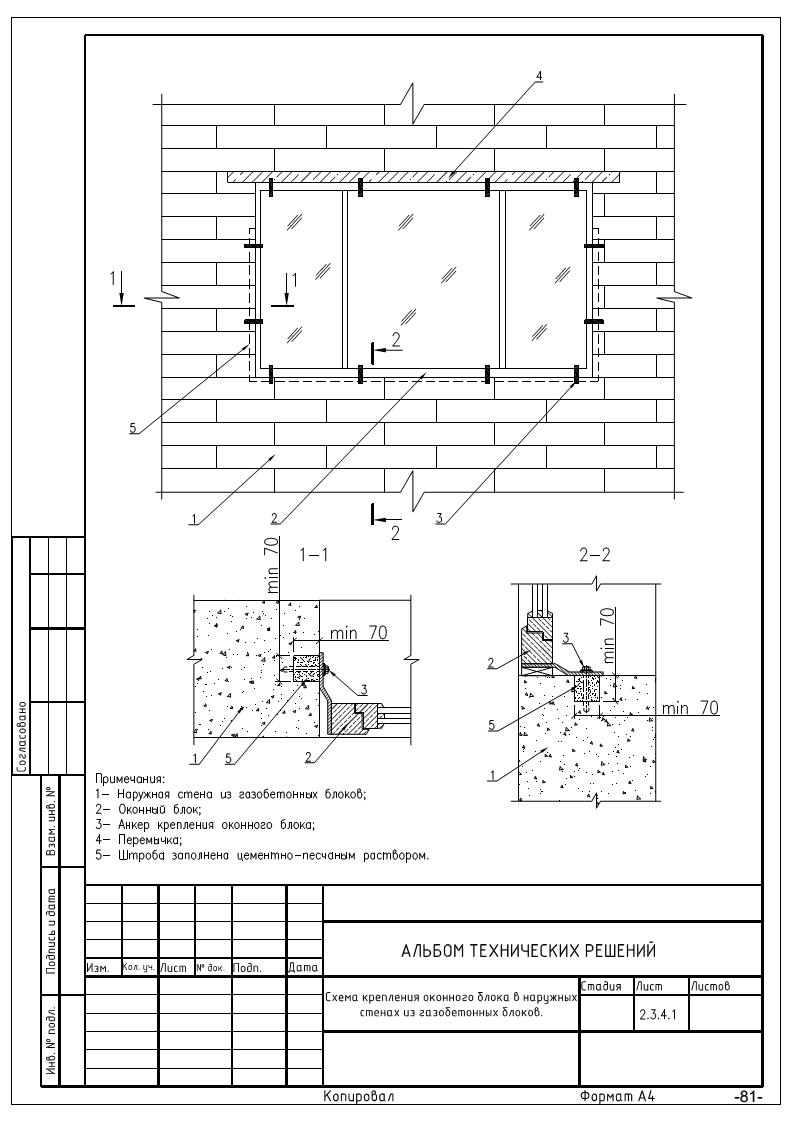 4
1
1
2
5
1
2
3
2
1-1
2-2
min 70
min 70
3
1
5
2
3
min 70
2
5
min 70
1
Примечания:
1- Наружная стена из газобетонных блоков;
2- Оконный блок;
3- Анкер крепления оконного блока;
4- Перемычка;
5- Штроба заполнена цементно-песчаным раствором.
Согласовано
Взам. инв. №
Подпись и дата
Инв. № подл.
Изм. Кол. уч. Лист № док. Подп. Дата
АЛЬБОМ ТЕХНИЧЕСКИХ РЕШЕНИЙ
Схема крепления оконного блока в наружных
стенах из газобетонных блоков.
Стадия Лист Листов
2.3.4.1
Копировал Формат А4 -81-